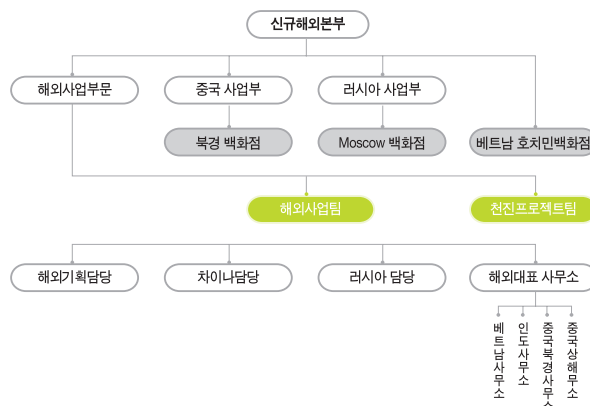 신규해외본부
해외사업부문
중국 사업부
러시아 사업부
북경 백화점
Moscow 백화점
베트남 호치민백화점
해외사업팀
천진프로젝트팀
해외기획담당
차이나담당
러시아 담당
해외대표 사무소
베트남사무소
인도사무소
중국북경사무소
중국상해무소